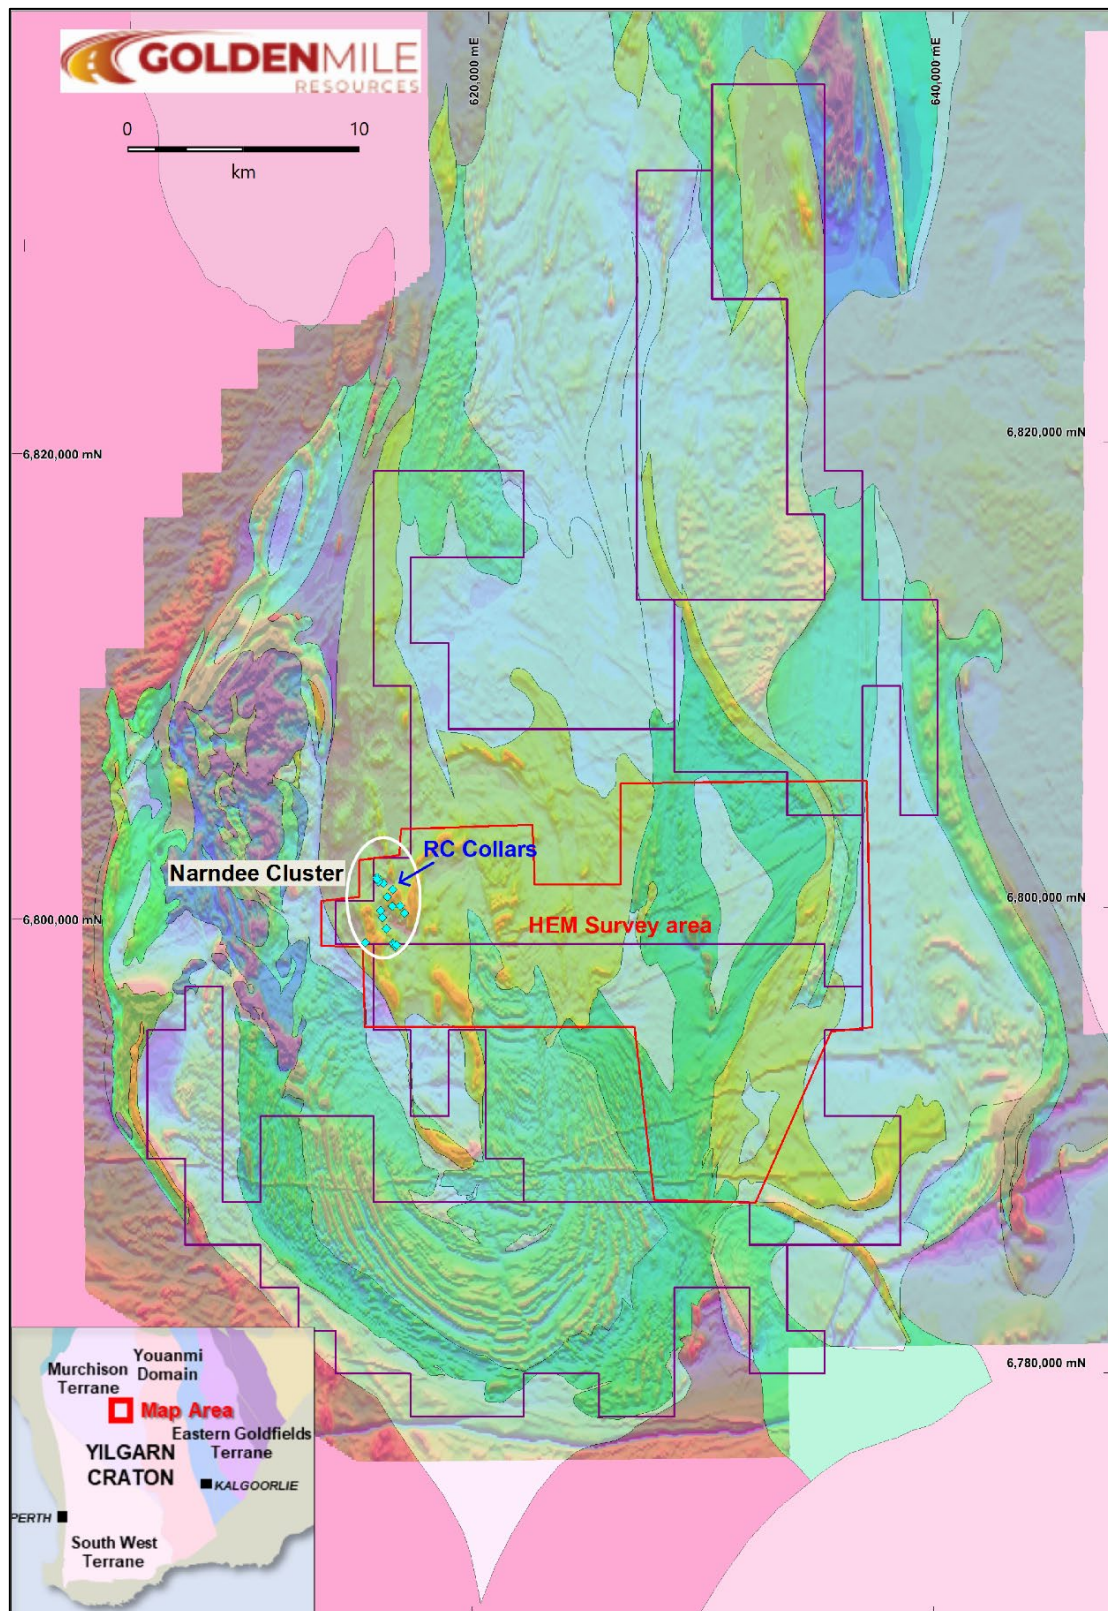 GOLDENMILE
RESOURCES
0 10
km
620,000 mE
640,000 mE
6,820,000 mN
6,820,000 mN
RC Collars
Narndee Cluster
HEM Survey area
6,800,000 mN
6,800,000 mN
6,780,000 mN
Murchison
Terrane
Youanmi
Domain
Map Area
Eastern Goldfields
Terrane
YILGARN
CRATON
KALGOORLIE
PERTH
South West
Terrane